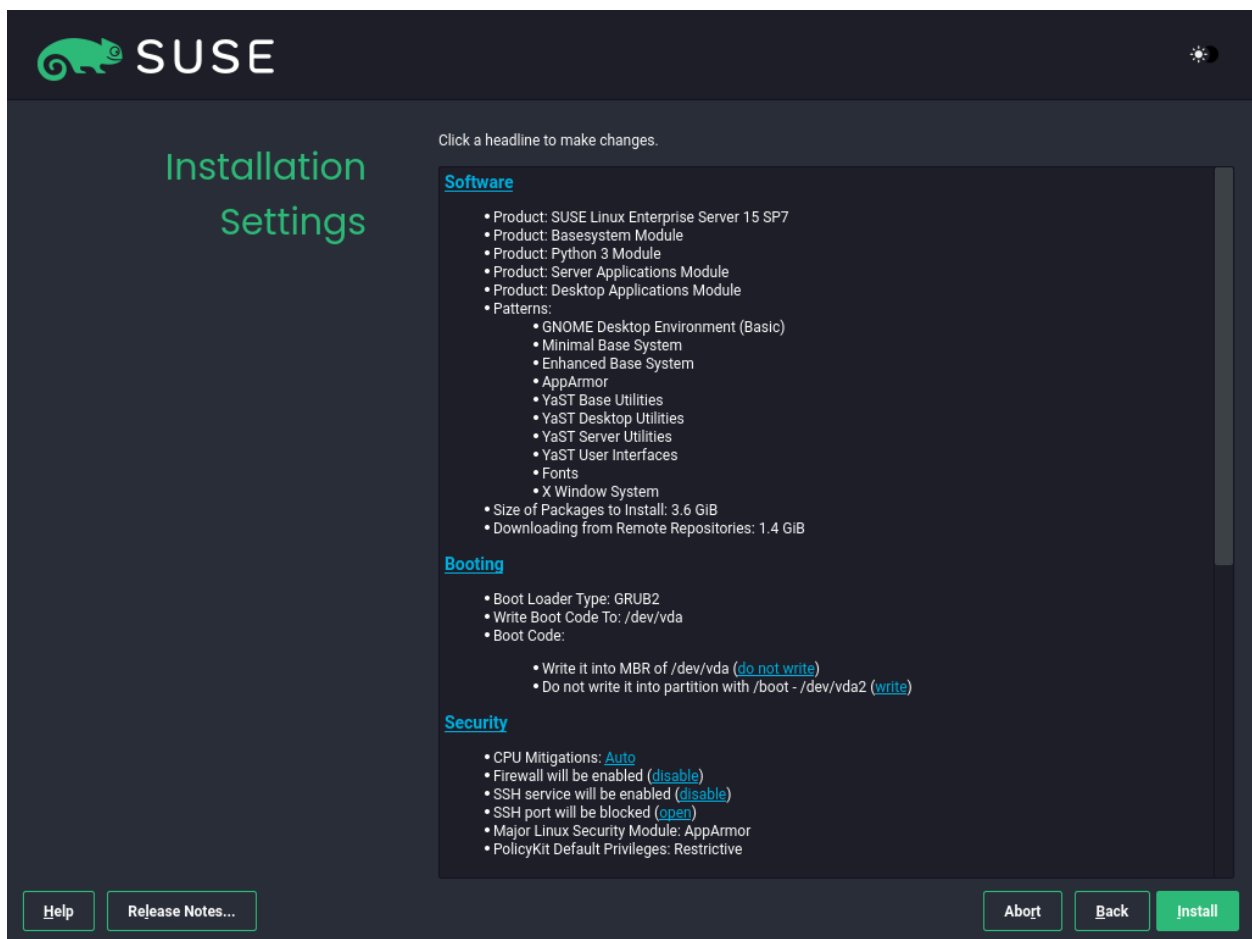 SUSE
Installation
Settings
Click a headline to make changes.
Software
• Product: SUSE Linux Enterprise Server 15 SP7
• Product: Basesystem Module
• Product: Python 3 Module
• Product: Server Applications Module
• Product: Desktop Applications Module
• Patterns:
• GNOME Desktop Environment (Basic)
• Minimal Base System
• Enhanced Base System
• AppArmor
• YaST Base Utilities
• YaST Desktop Utilities
• YaST Server Utilities
• YaST User Interfaces
• Fonts
• X Window System
• Size of Packages to Install: 3.6 GiB
• Downloading from Remote Repositories: 1.4 GiB
Booting
• Boot Loader Type: GRUB2
• Write Boot Code To: /dev/vda
• Boot Code:
• Write it into MBR of /dev/vda (do not write)
• Do not write it into partition with /boot - /dev/vda2 (write)
Security
• CPU Mitigations: Auto
• Firewall will be enabled (disable)
• SSH service will be enabled (disable)
• SSH port will be blocked (open)
• Major Linux Security Module: AppArmor
• PolicyKit Default Privileges: Restrictive
Help Release Notes... Abort Back Install